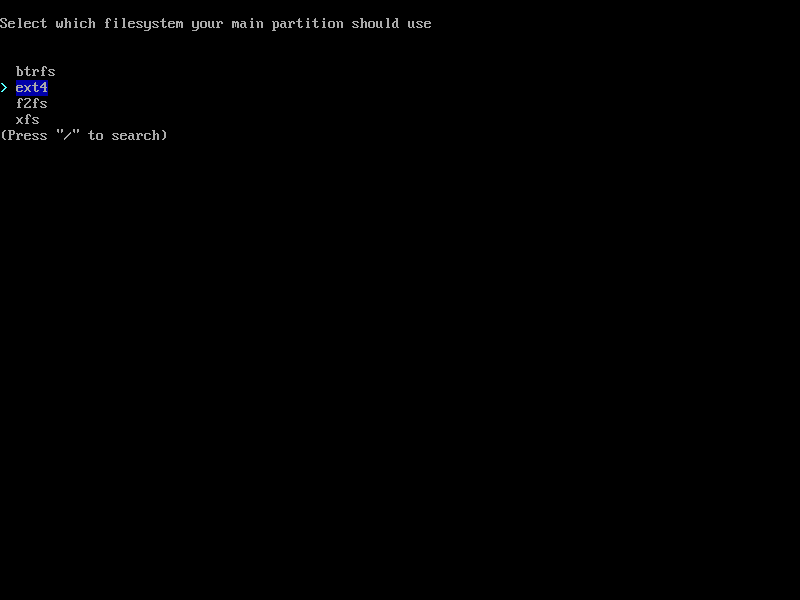 Select which filesystem your main partition should use
btrfs
> ext4
f2fs
xfs
(Press "/" to search)